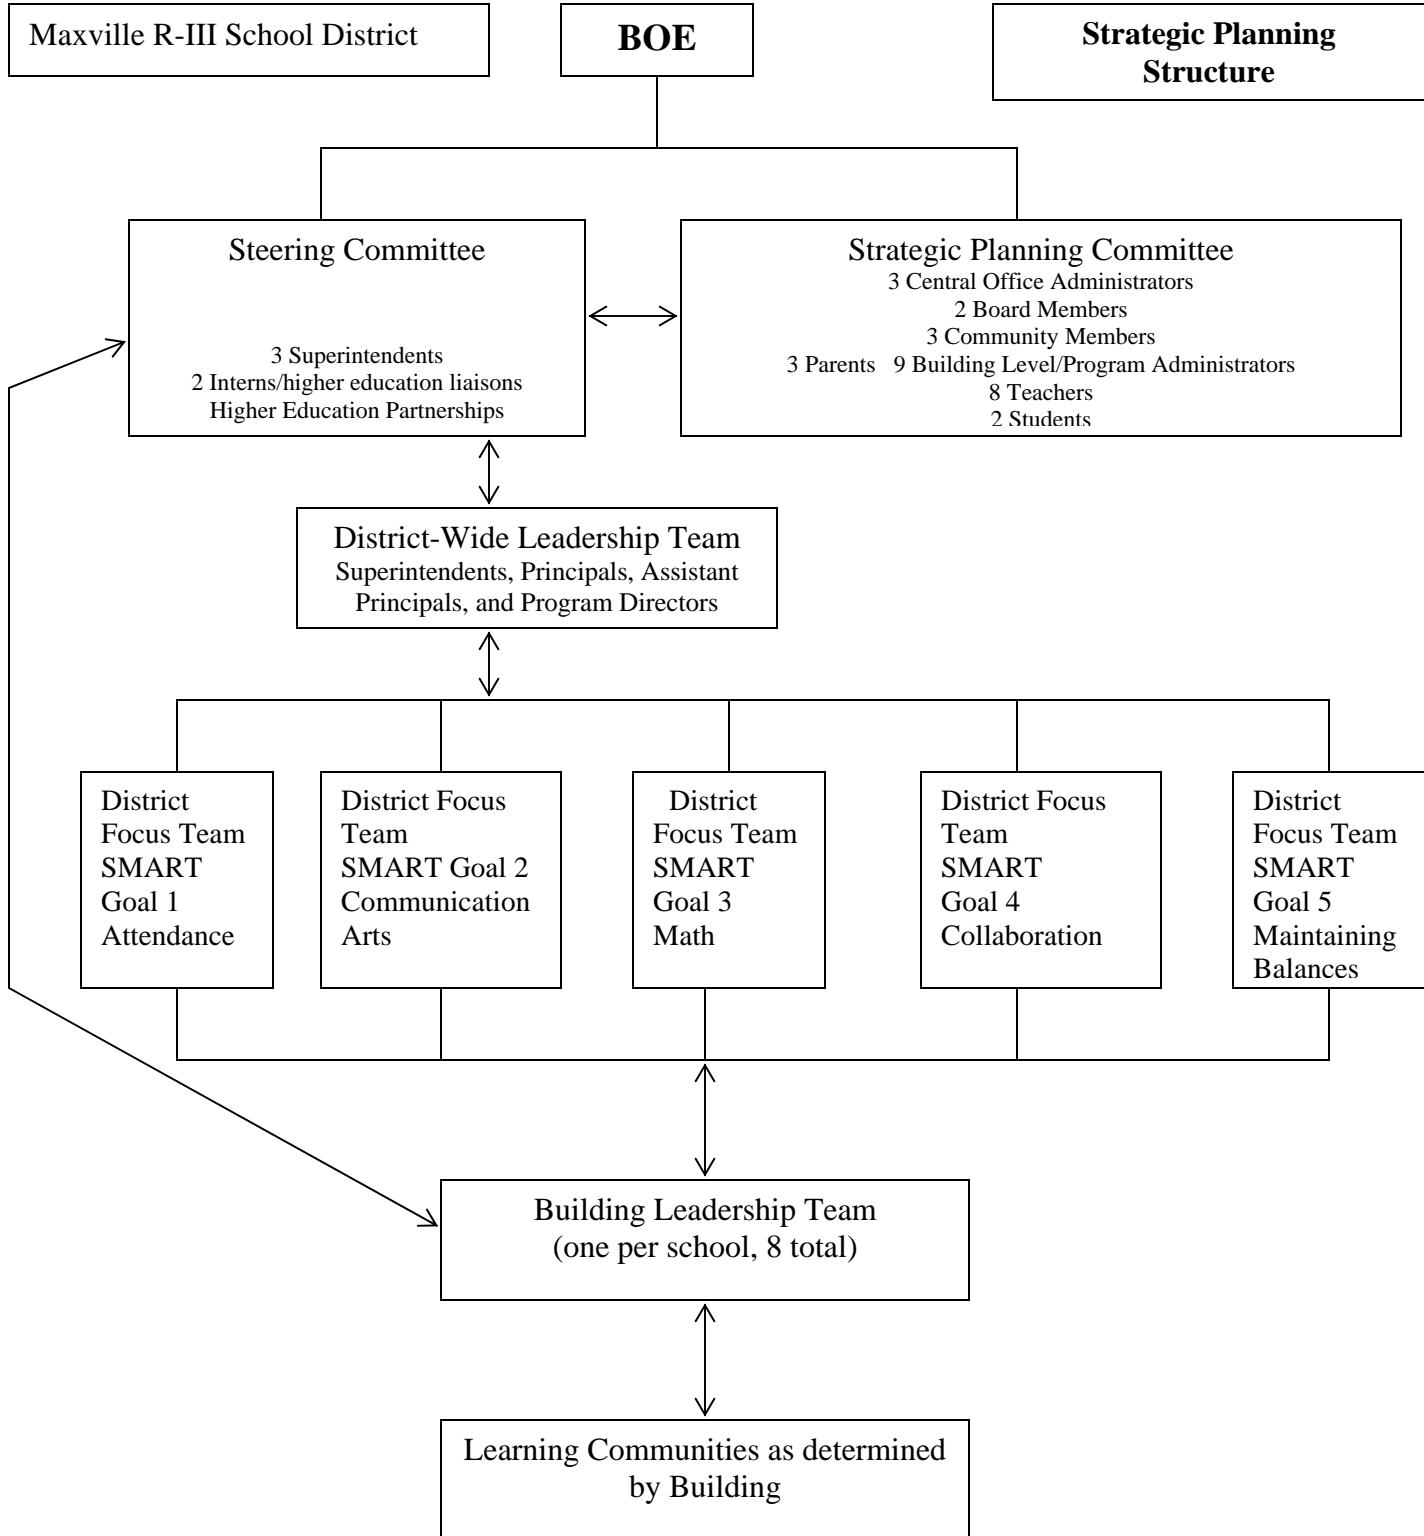 Maxville R-III School District
BOE
Strategic Planning
Structure
Steering Committee
3 Superintendents
2 Interns/higher education liaisons
Higher Education Partnerships
Strategic Planning Committee
3 Central Office Administrators
2 Board Members
3 Community Members
3 Parents   9 Building Level/Program Administrators
8 Teachers
2 Students
District-Wide Leadership Team
Superintendents, Principals, Assistant
Principals, and Program Directors
District
Focus Team
SMART
Goal 1
Attendance
District Focus
Team
SMART Goal 2
Communication
Arts
District
Focus Team
SMART
Goal 3
Math
District Focus
Team
SMART
Goal 4
Collaboration
District
Focus Team
SMART
Goal 5
Maintaining
Balances
Building Leadership Team
(one per school, 8 total)
Learning Communities as determined
by Building